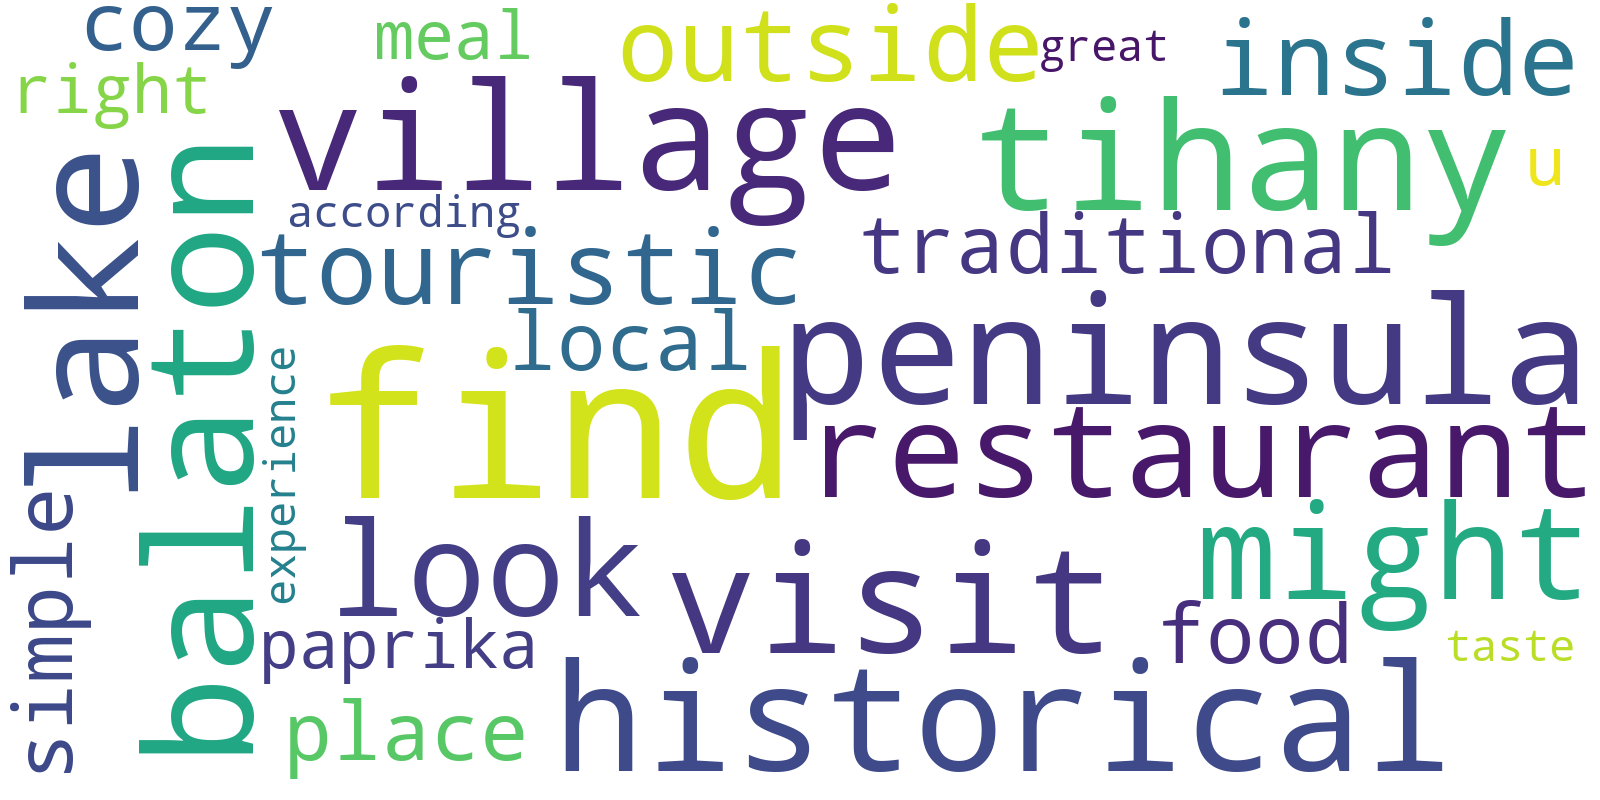 cozy
meal
outside
great
inside
right
village
tihany
u
lake
balaton
according
touristic
traditional
local
peninsula
experience
find
restaurant
simple
look
visit
might
paprika
food
taste
place
historical